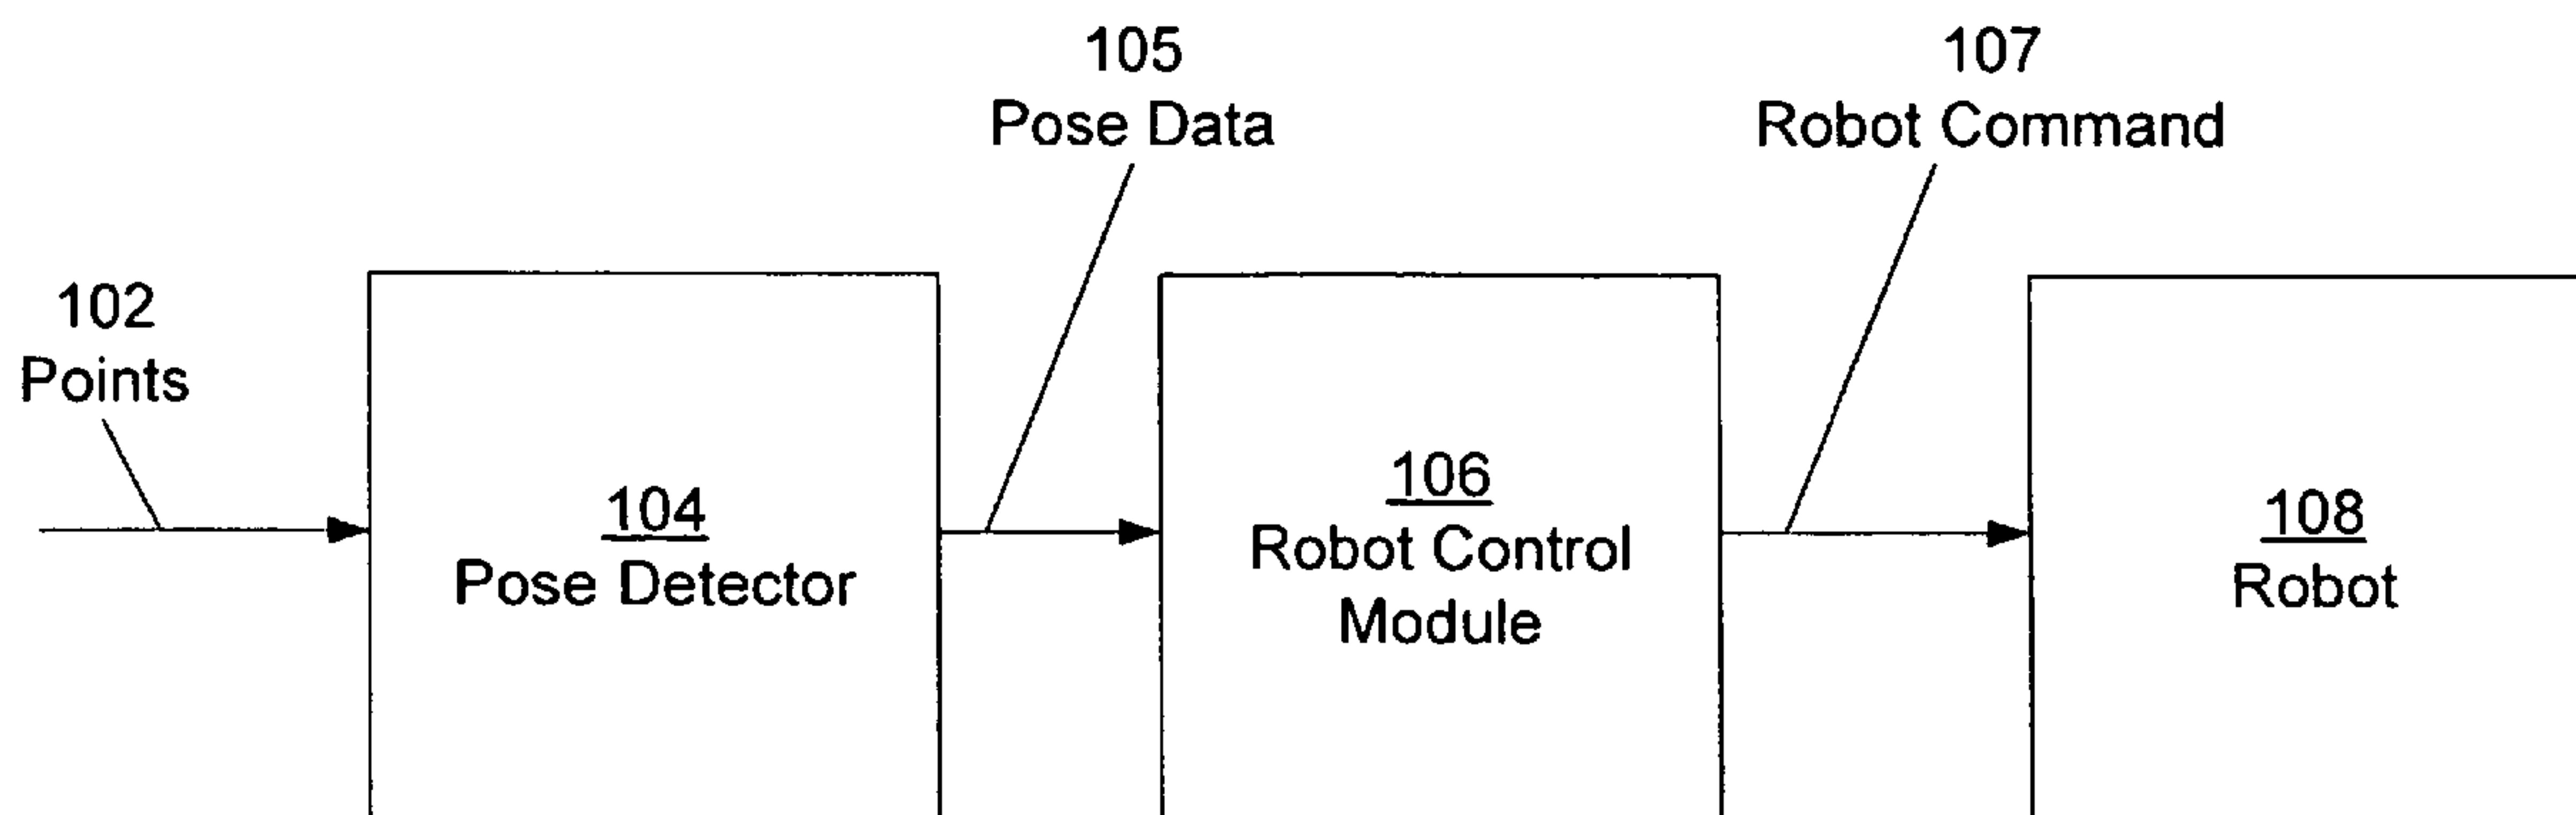 105
Pose Data
107
Robot Command
102
Points
104
Pose Detector
106
Robot Control
Module
108
Robot